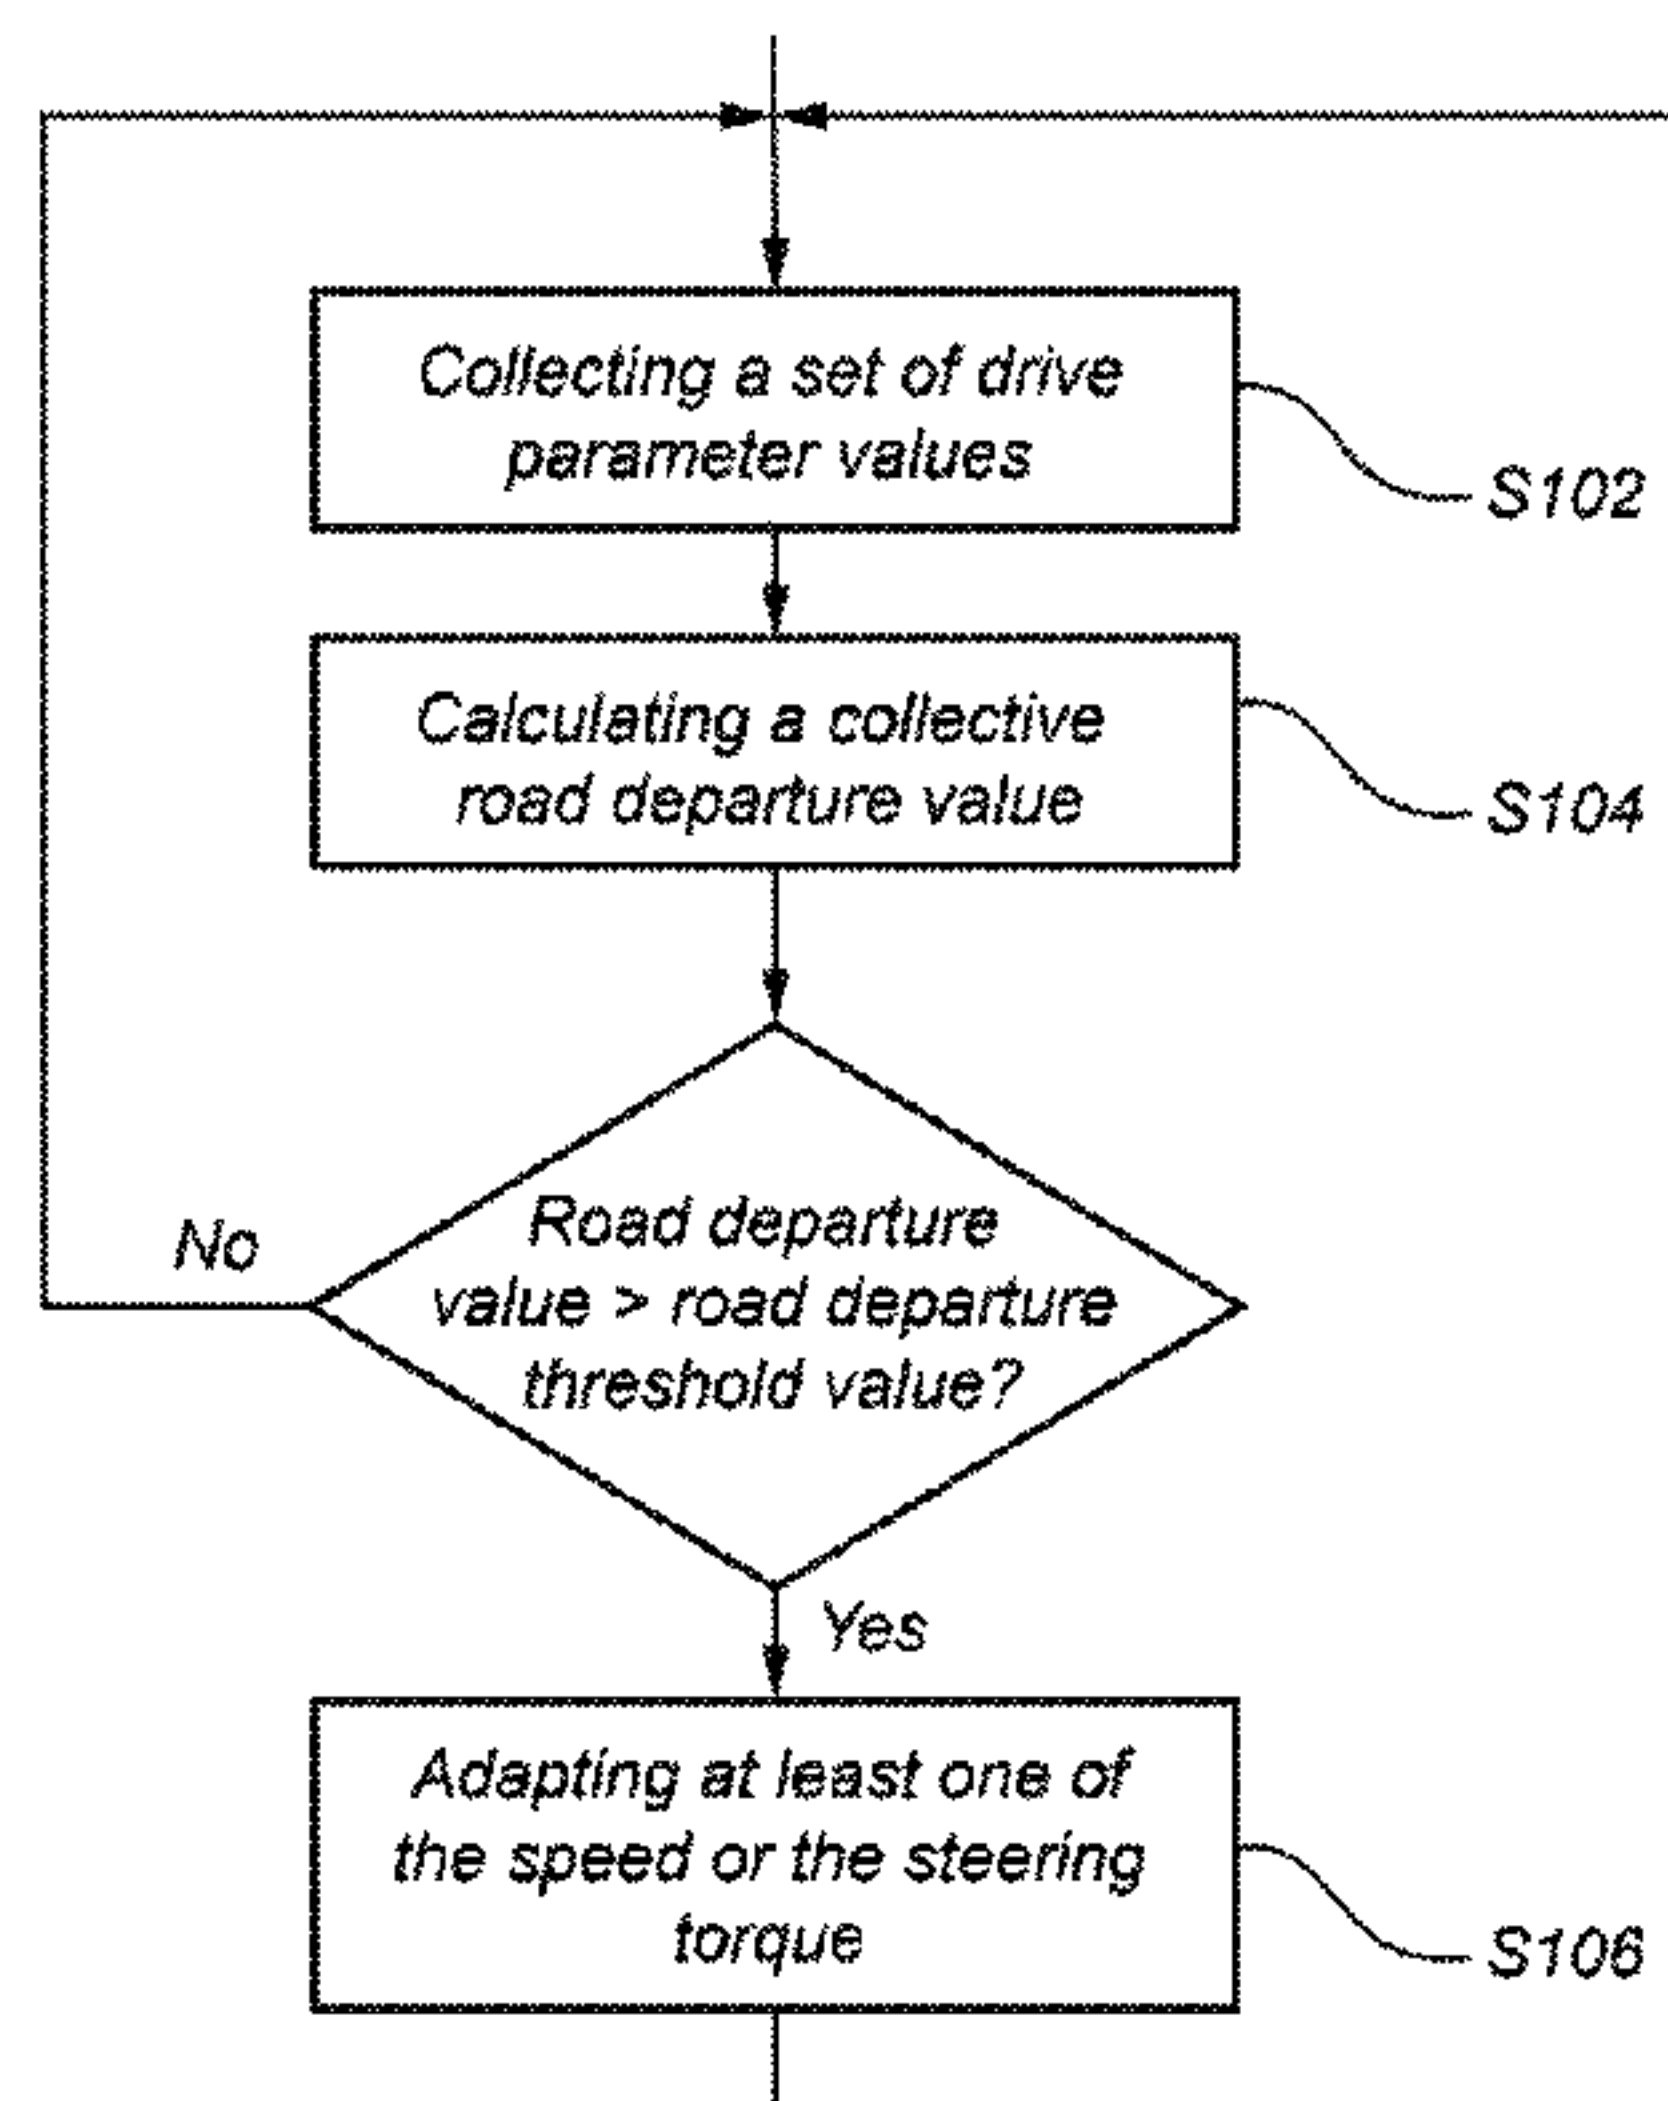 Collecting a set of drive
parameter values
S102
Calculating a collective
road departure value
S104
Road departure
value > road departure
threshold value?
No
Yes
Adapting at least one of
the speed or the steering
torque
S106